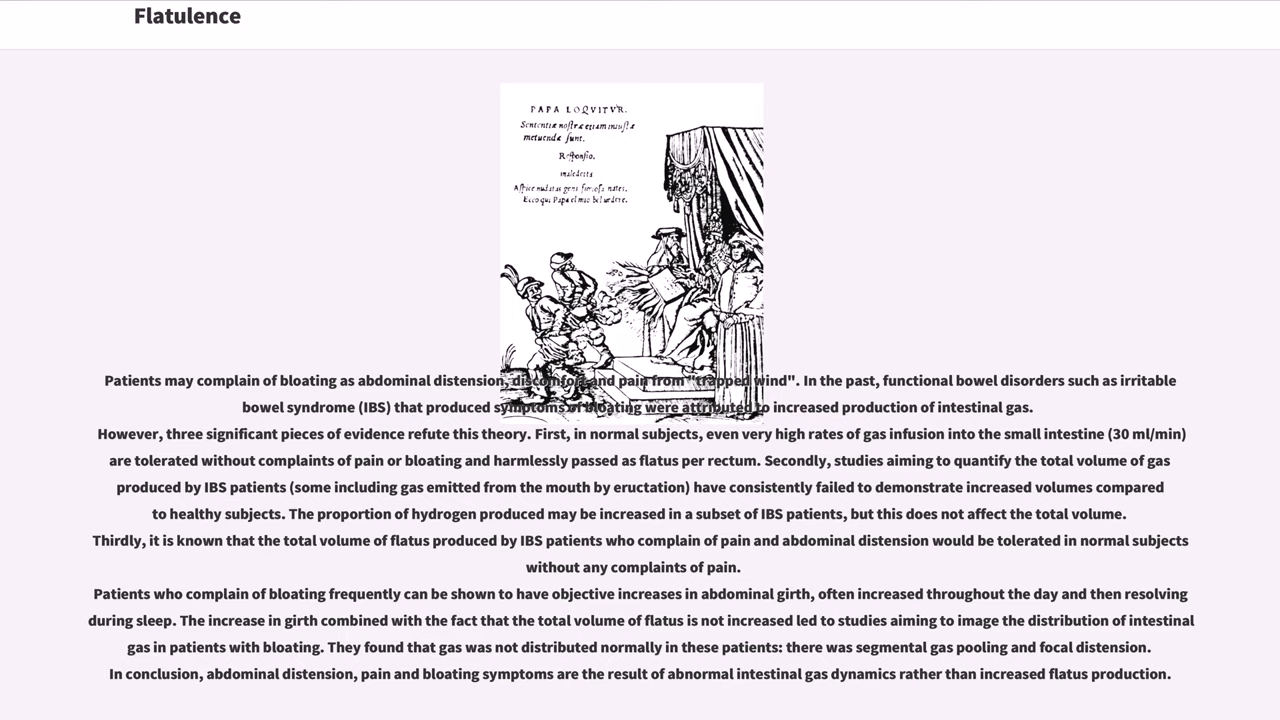 Flatulence
PAPA LOQVITVR.
Sententiæ nostræ etiam iniustæ
metuendæ sunt.
Responsio.
maledetta
Aspice nudatas gens furiosa nates.
Ecco qui Papa el mio bel vedere.
Patients may complain of bloating as abdominal distension, discomfort and pain from "trapped wind". In the past, functional bowel disorders such as irritable
bowel syndrome (IBS) that produced symptoms of bloating were attributed to increased production of intestinal gas.
However, three significant pieces of evidence refute this theory. First, in normal subjects, even very high rates of gas infusion into the small intestine (30 ml/min)
are tolerated without complaints of pain or bloating and harmlessly passed as flatus per rectum. Secondly, studies aiming to quantify the total volume of gas
produced by IBS patients (some including gas emitted from the mouth by eructation) have consistently failed to demonstrate increased volumes compared
to healthy subjects. The proportion of hydrogen produced may be increased in a subset of IBS patients, but this does not affect the total volume.
Thirdly, it is known that the total volume of flatus produced by IBS patients who complain of pain and abdominal distension would be tolerated in normal subjects
without any complaints of pain.
Patients who complain of bloating frequently can be shown to have objective increases in abdominal girth, often increased throughout the day and then resolving
during sleep. The increase in girth combined with the fact that the total volume of flatus is not increased led to studies aiming to image the distribution of intestinal
gas in patients with bloating. They found that gas was not distributed normally in these patients: there was segmental gas pooling and focal distension.
In conclusion, abdominal distension, pain and bloating symptoms are the result of abnormal intestinal gas dynamics rather than increased flatus production.